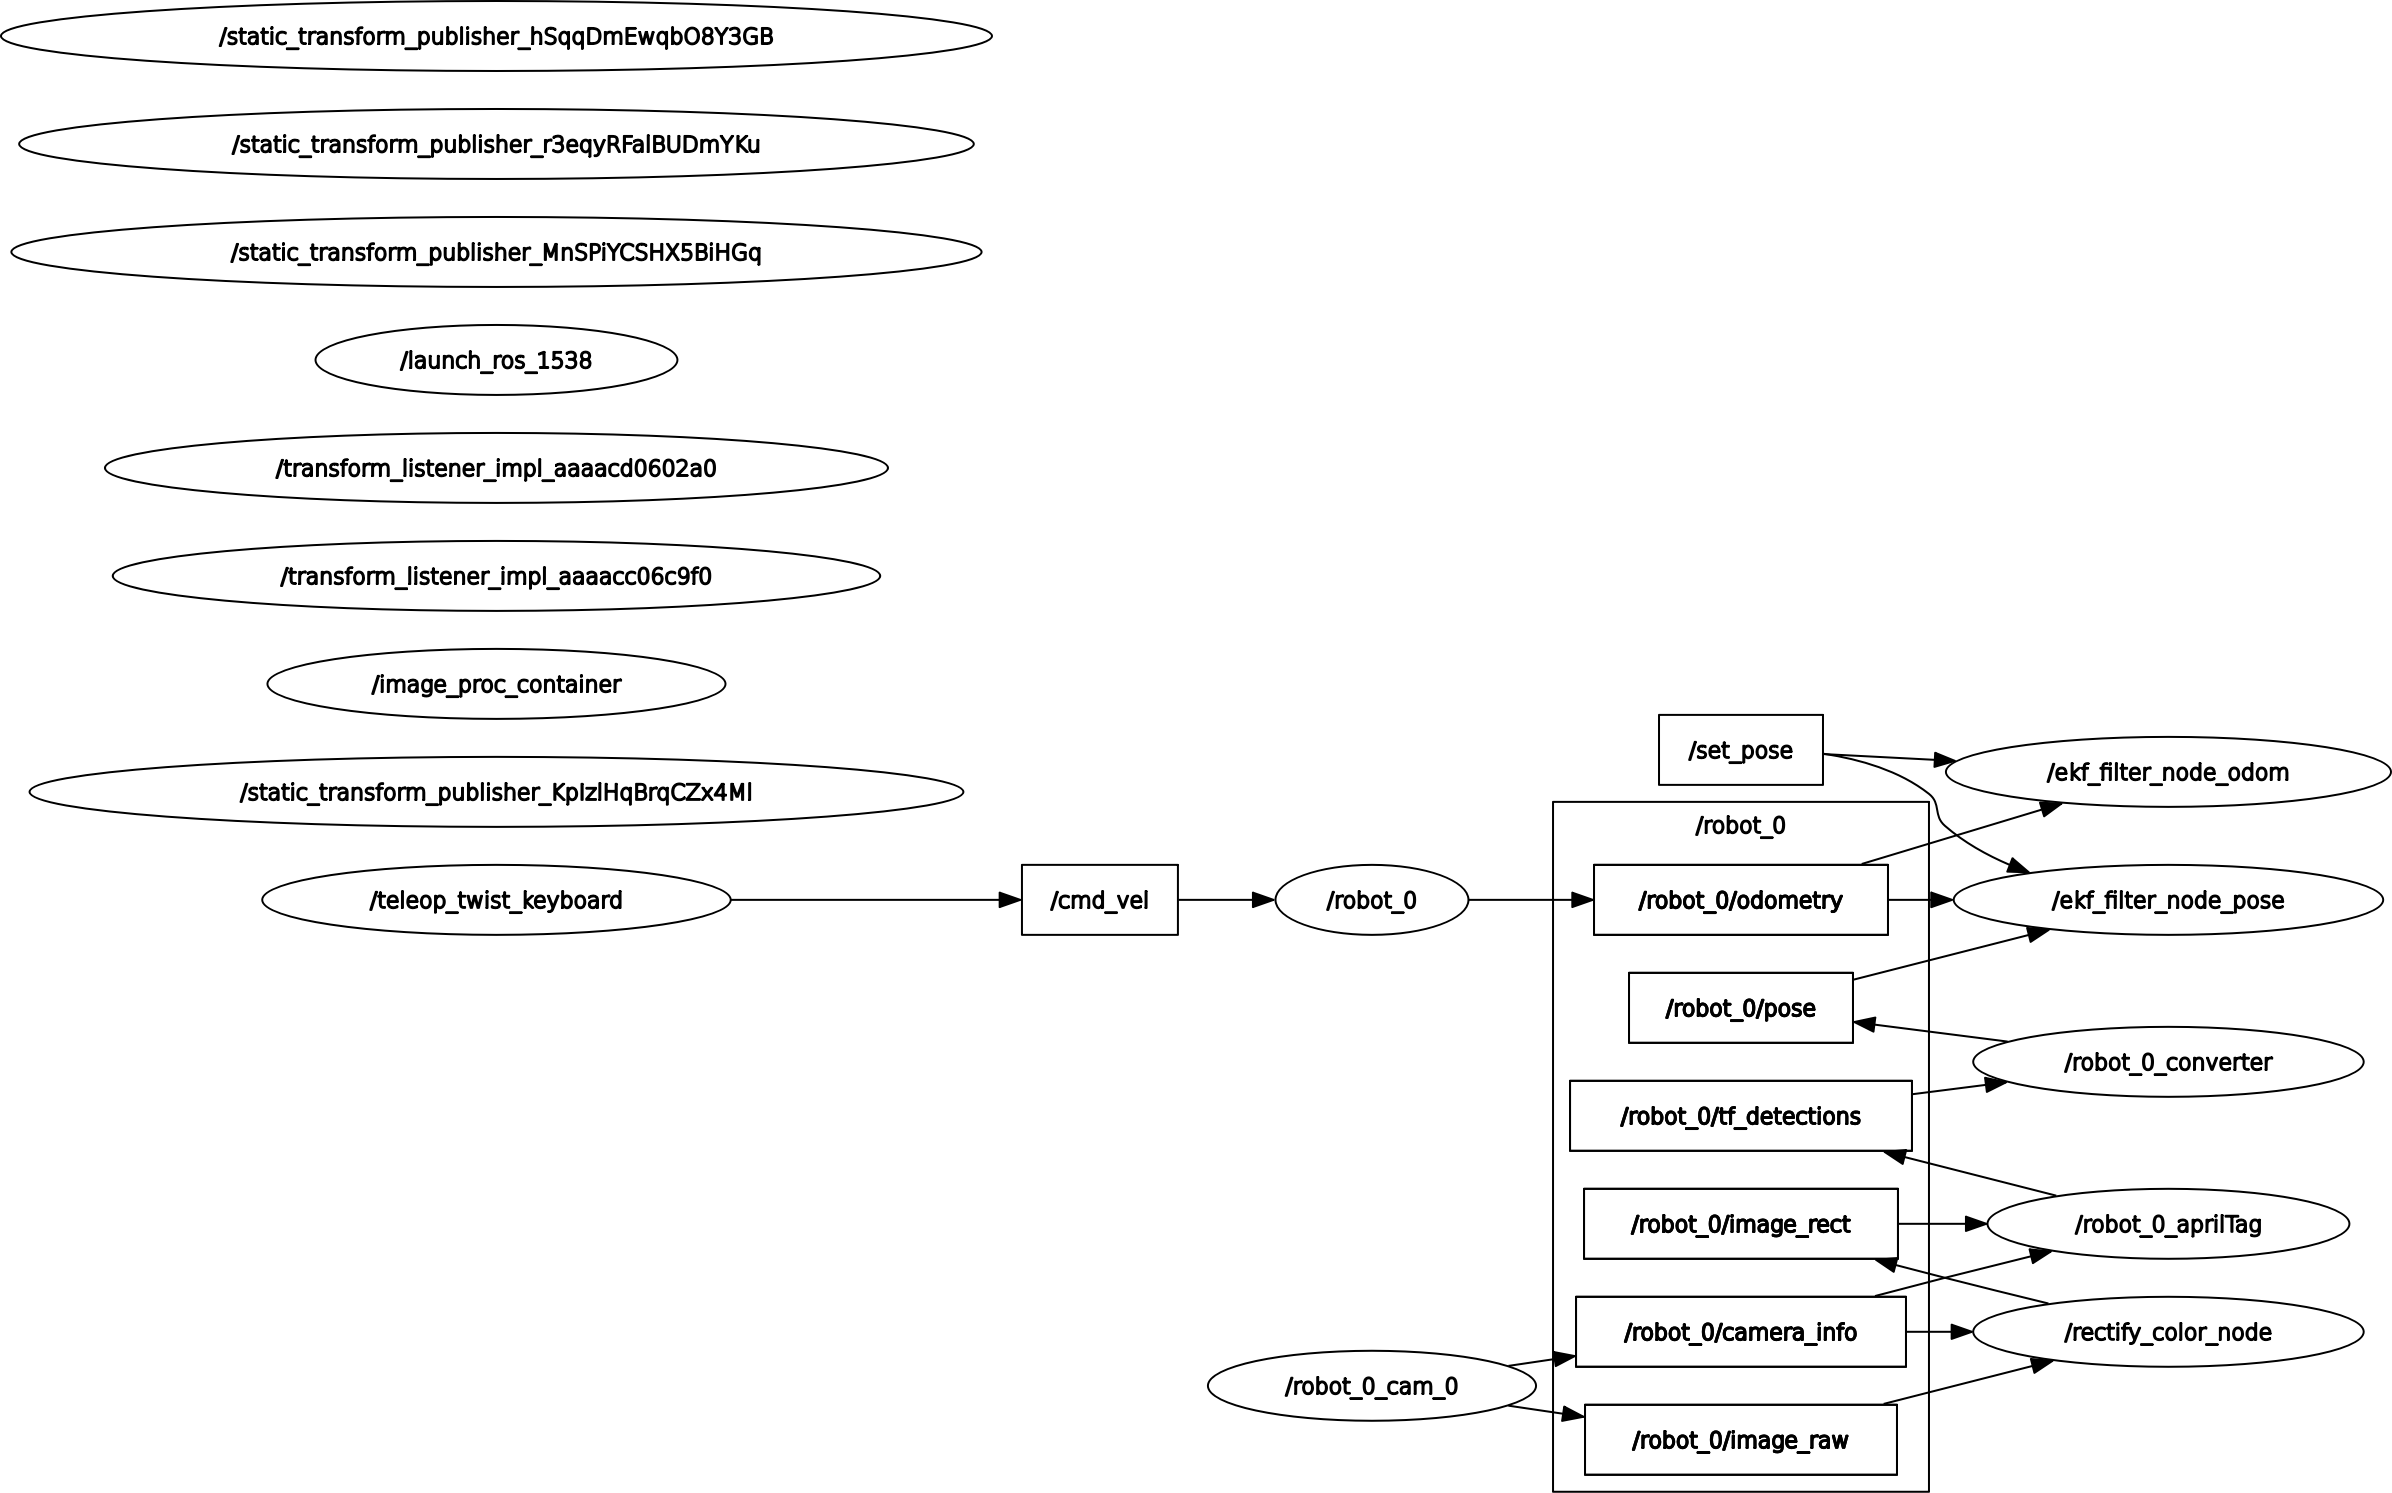 /static_transform_publisher_hSqqDmEwqbO8Y3GB
/static_transform_publisher_r3eqyRFalBUDmYKu
/static_transform_publisher_MnSPiYCSHX5BiHGq
/launch_ros_1538
/transform_listener_impl_aaaacd0602a0
/transform_listener_impl_aaaacc06c9f0
/image_proc_container
/static_transform_publisher_KpIzlHqBrqCZx4Ml
/teleop_twist_keyboard
/cmd_vel
/robot_0
/robot_0_cam_0
/set_pose
/robot_0
/robot_0/odometry
/robot_0/pose
/robot_0/tf_detections
/robot_0/image_rect
/robot_0/camera_info
/robot_0/image_raw
/ekf_filter_node_odom
/ekf_filter_node_pose
/robot_0_converter
/robot_0_aprilTag
/rectify_color_node